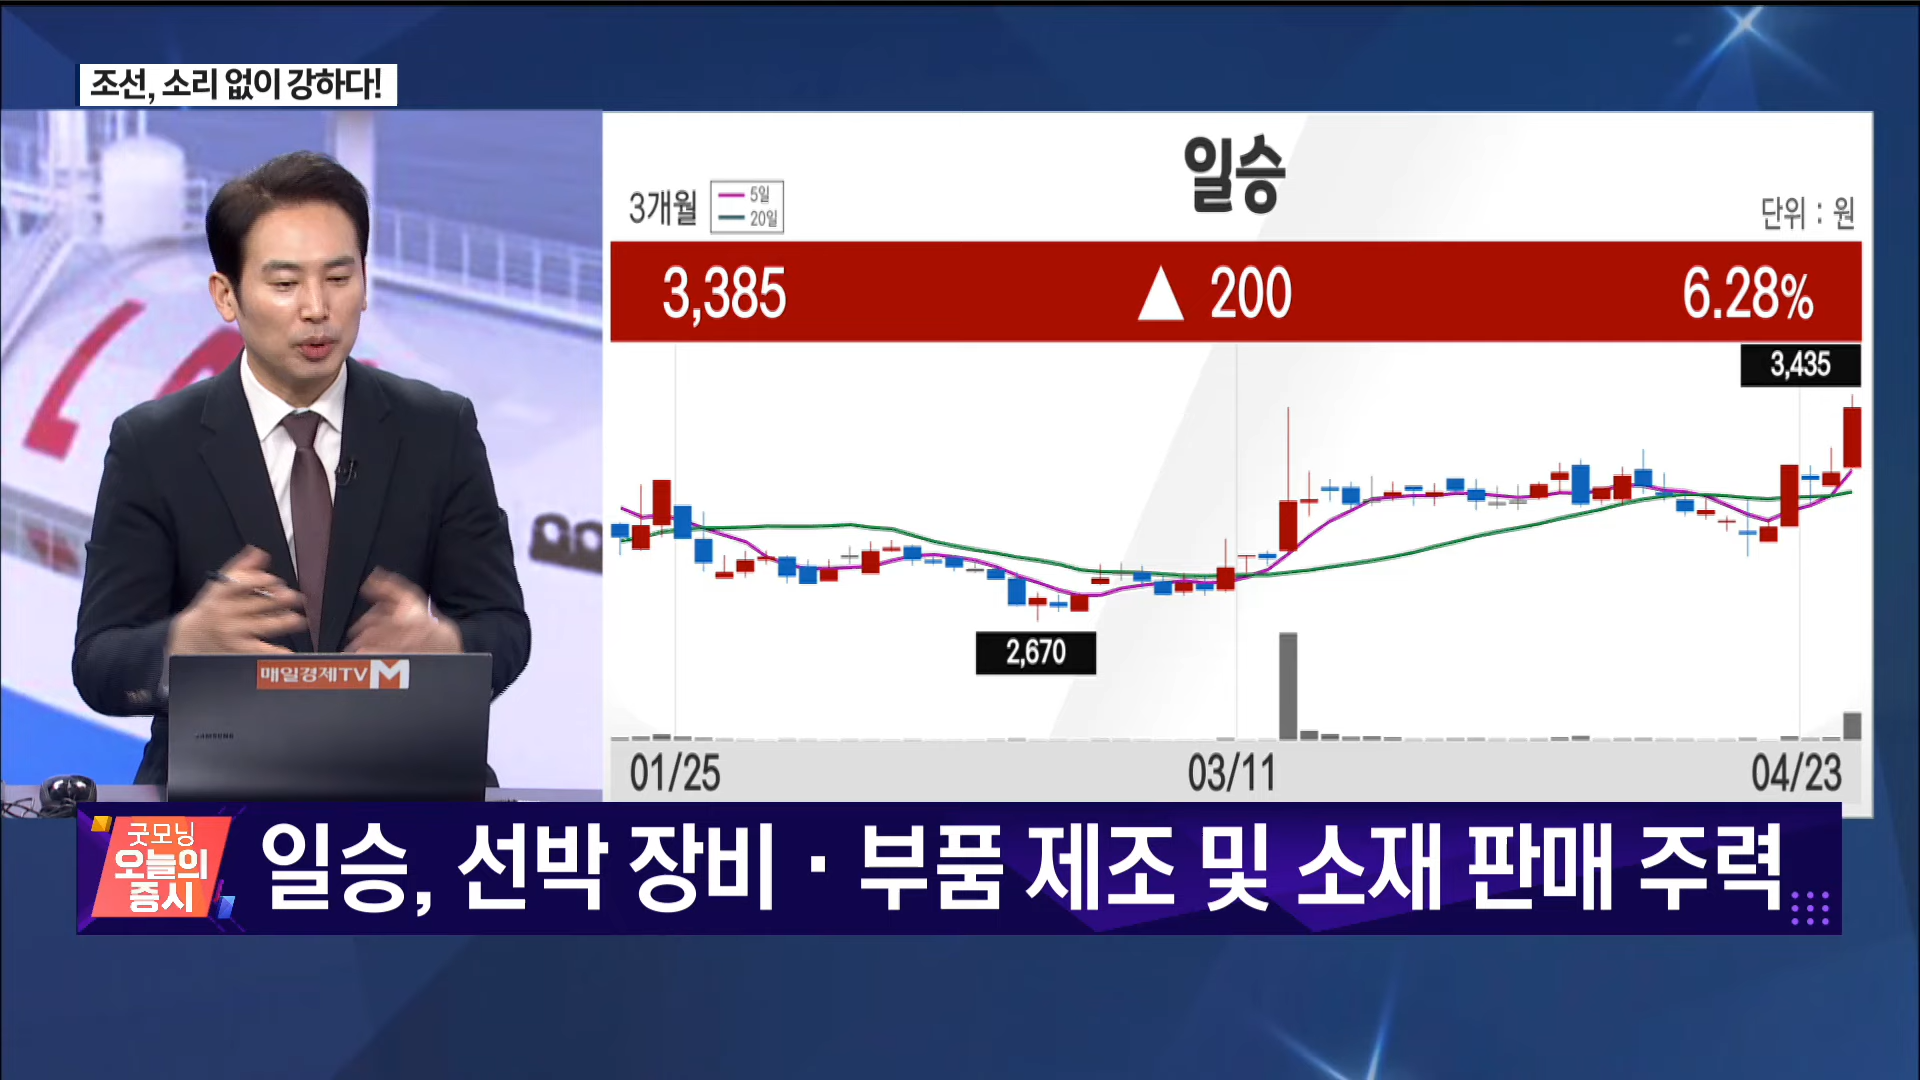 조선, 소리 없이 강하다!
일승
3개월
5일
20일
단위 : 원
3,385 ▲ 200 6.28%
3,435
2,670
01/25 03/11 04/23
매일경제TV M
SAMSUNG
굿모닝
오늘의
증시
일승, 선박 장비·부품 제조 및 소재 판매 주력